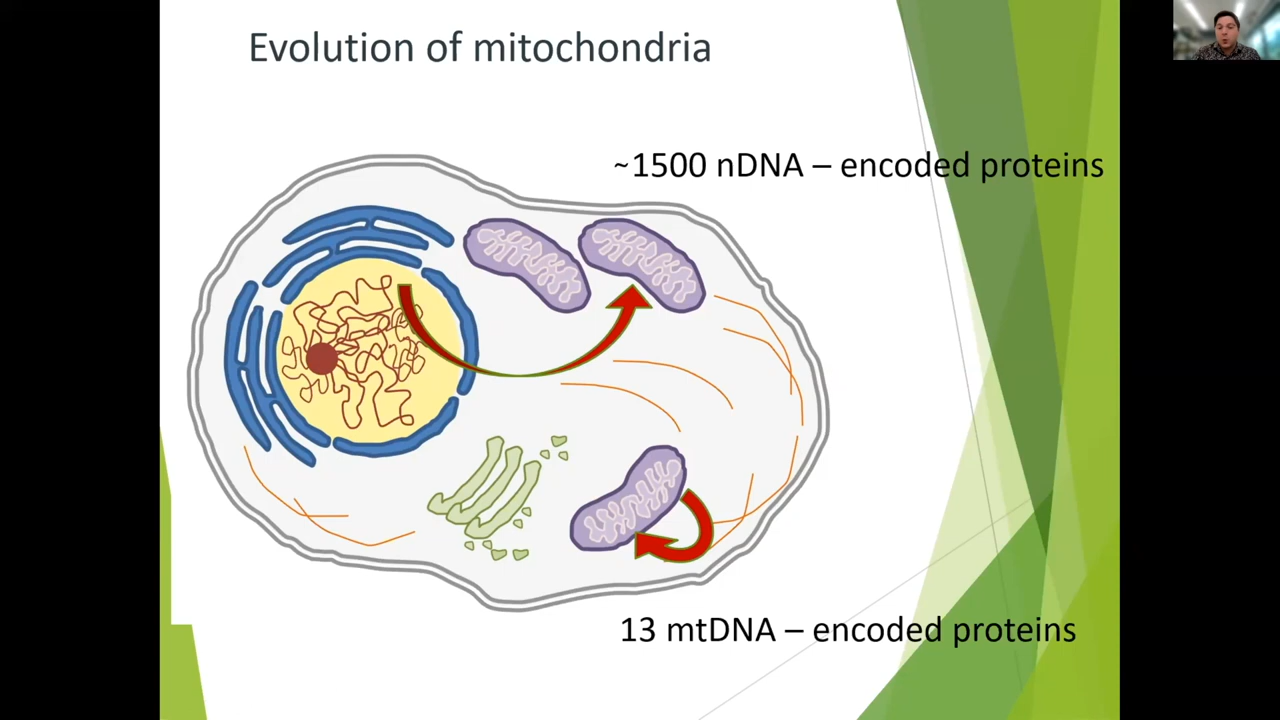 Evolution of mitochondria
~1500 nDNA – encoded proteins
13 mtDNA – encoded proteins